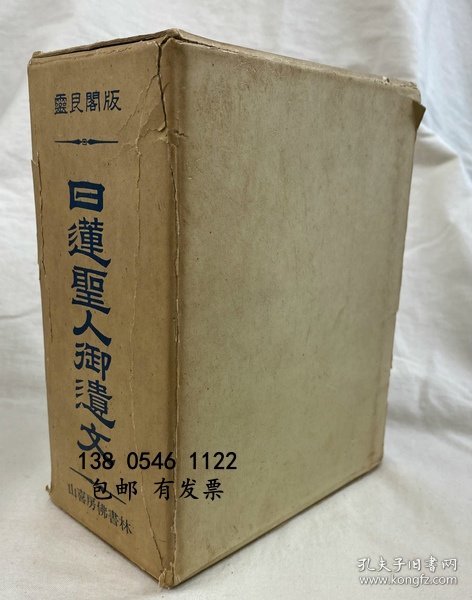 靈艮閣版
日蓮聖人御遺文
山喜房佛書林
138 0546 1122
包邮 有发票
孔夫子旧书网
www.kongfz.com